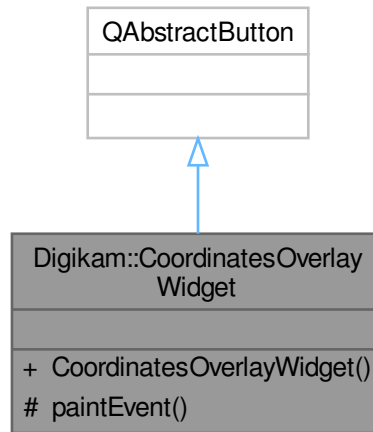 QAbstractButton
Digikam::CoordinatesOverlay
Widget
+ CoordinatesOverlayWidget()
# paintEvent()